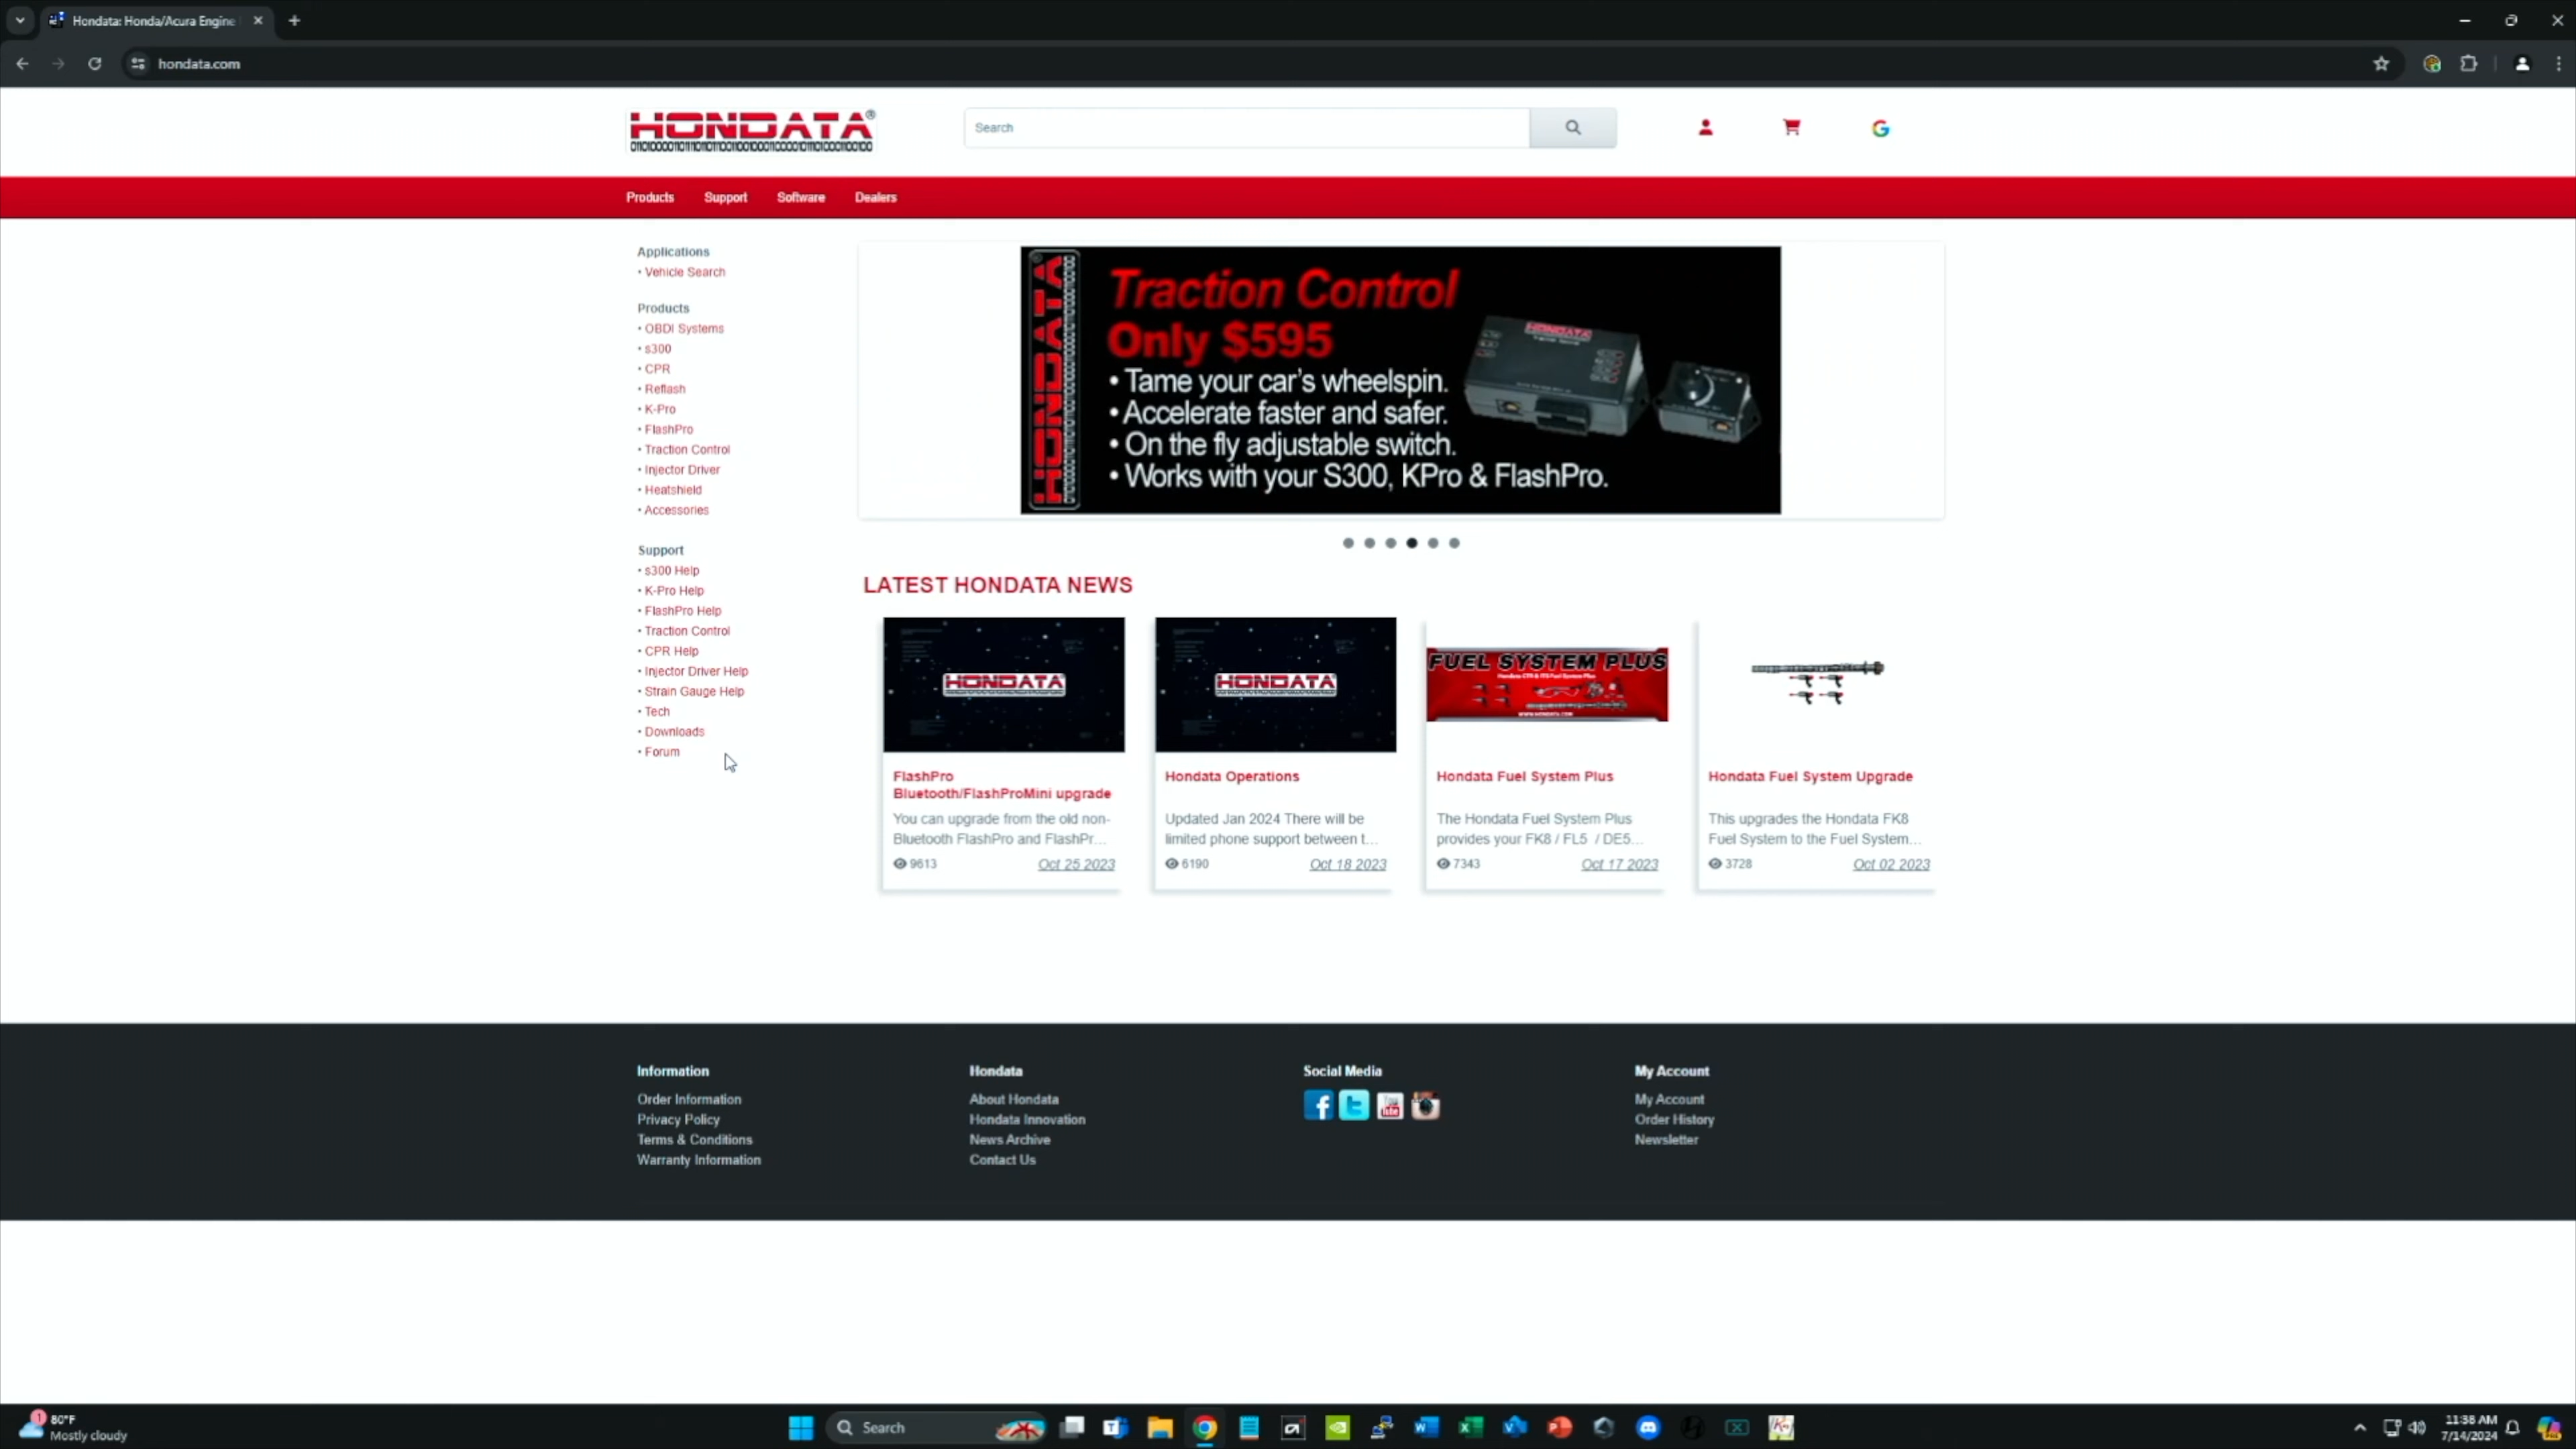 Hondata: Honda/Acura Engine
hondata.com
HONDATA®
Search
Products
Support
Software
Dealers
Applications
• Vehicle Search
Products
• OBDI Systems
• s300
• CPR
• Reflash
• K-Pro
• FlashPro
• Traction Control
• Injector Driver
• Heatshield
• Accessories
Support
• s300 Help
• K-Pro Help
• FlashPro Help
• Traction Control
• CPR Help
• Injector Driver Help
• Strain Gauge Help
• Tech
• Downloads
• Forum
HONDATA
Traction Control
Only $595
• Tame your car's wheelspin.
• Accelerate faster and safer.
• On the fly adjustable switch.
• Works with your S300, KPro & FlashPro.
LATEST HONDATA NEWS
HONDATA
FlashPro
Bluetooth/FlashProMini upgrade
You can upgrade from the old non-
Bluetooth FlashPro and FlashPr...
9613
Oct 25 2023
HONDATA
Hondata Operations
Updated Jan 2024 There will be
limited phone support between t...
6190
Oct 18 2023
FUEL SYSTEM PLUS
Hondata CPR & FK8 Fuel System Plus
WWW.HONDATA.COM
Hondata Fuel System Plus
The Hondata Fuel System Plus
provides your FK8 / FL5 / DE5...
7343
Oct 17 2023
Hondata Fuel System Upgrade
This upgrades the Hondata FK8
Fuel System to the Fuel System...
3728
Oct 02 2023
Information
Order Information
Privacy Policy
Terms & Conditions
Warranty Information
Hondata
About Hondata
Hondata Innovation
News Archive
Contact Us
Social Media
My Account
My Account
Order History
Newsletter
1
80°F
Mostly cloudy
Search
11:38 AM
7/14/2024